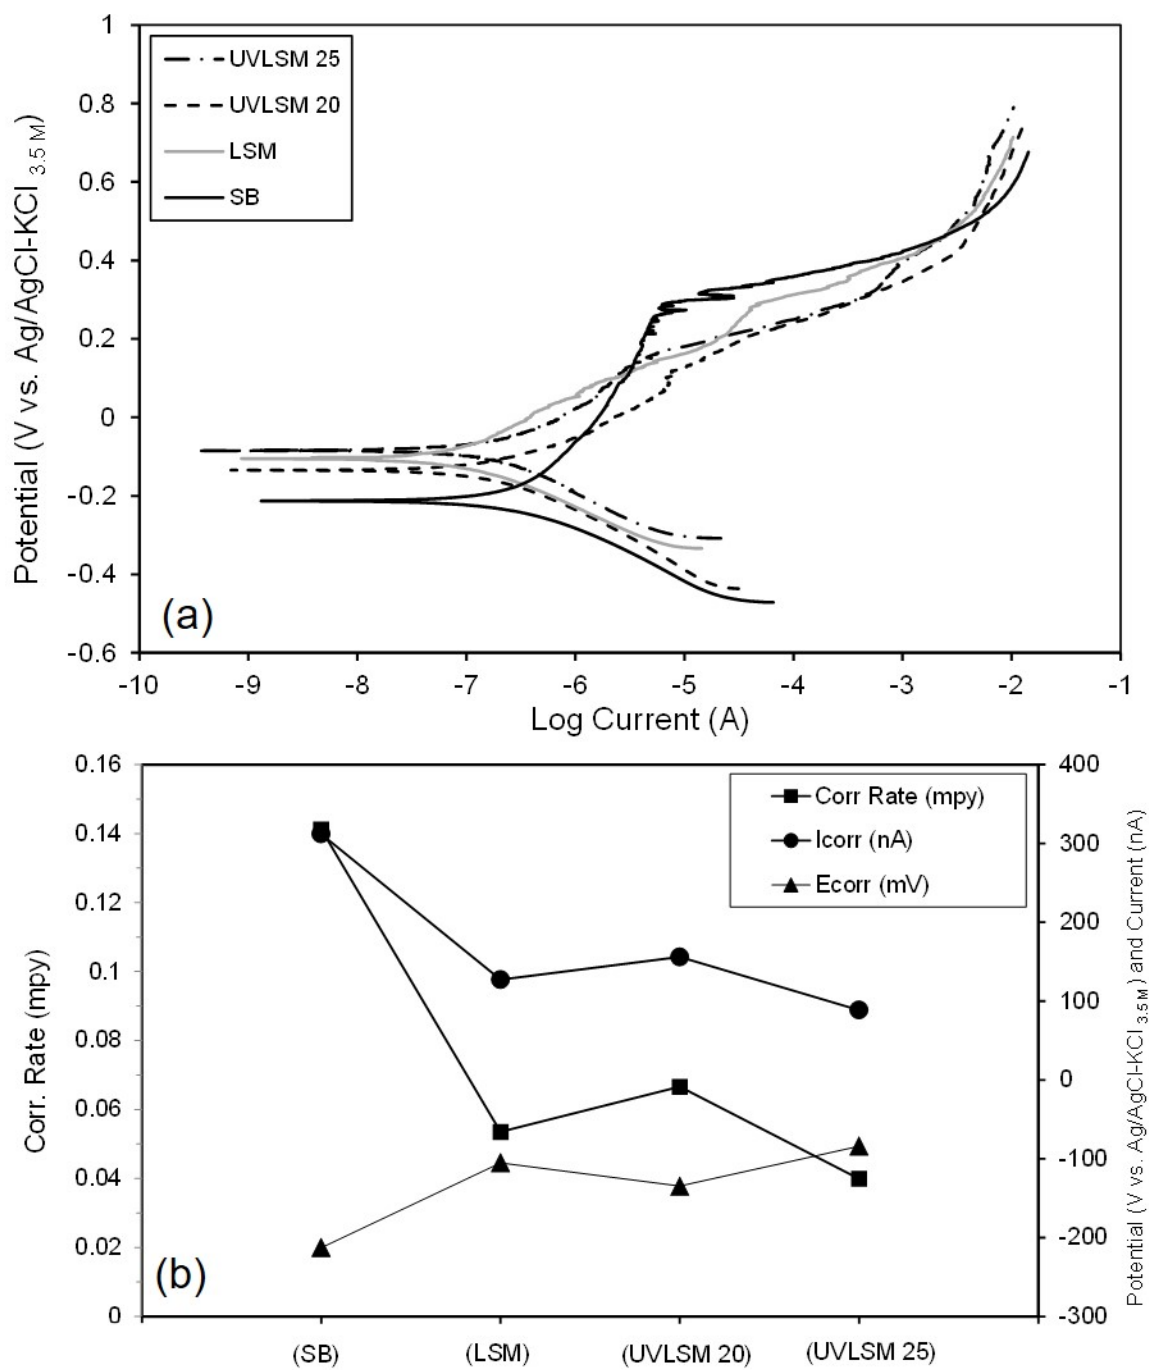 1
0.8
0.6
0.4
0.2
0
-0.2
-0.4
-0.6
Potential (V vs. Ag/AgCl-KCl 3.5 M)
UVLSM 25
UVLSM 20
LSM
SB
(a)
-10 -9 -8 -7 -6 -5 -4 -3 -2 -1
Log Current (A)
0.16
0.14
0.12
0.1
0.08
0.06
0.04
0.02
0
Corr. Rate (mpy)
Corr Rate (mpy)
Icorr (nA)
Ecorr (mV)
400
300
200
100
0
-100
-200
-300
Potential (V vs. Ag/AgCl-KCl 3.5 M) and Current (nA)
(b)
(SB) (LSM) (UVLSM 20) (UVLSM 25)